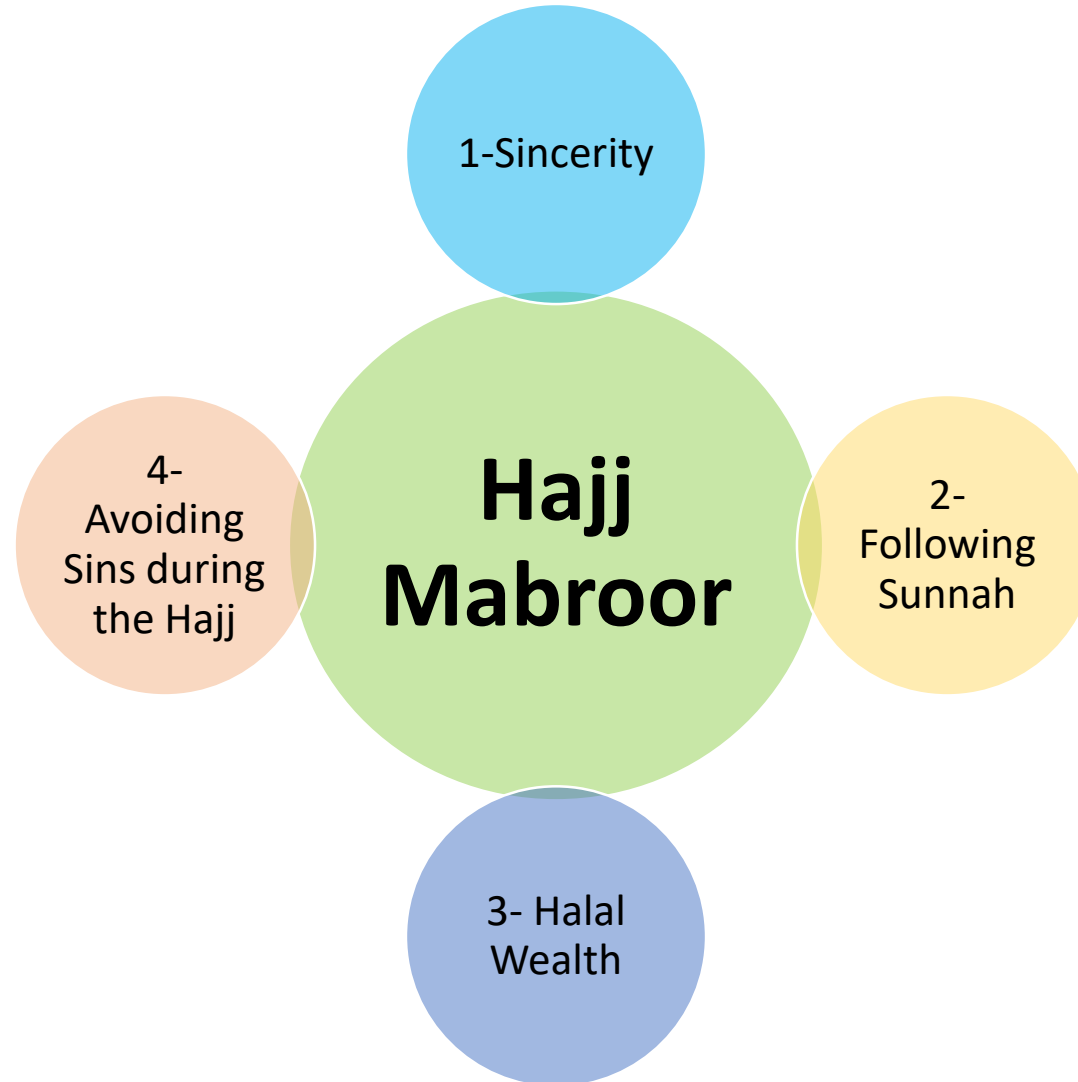 1-Sincerity
Hajj
Mabroor
2-
Following
Sunnah
3- Halal
Wealth
4-
Avoiding
Sins during
the Hajj